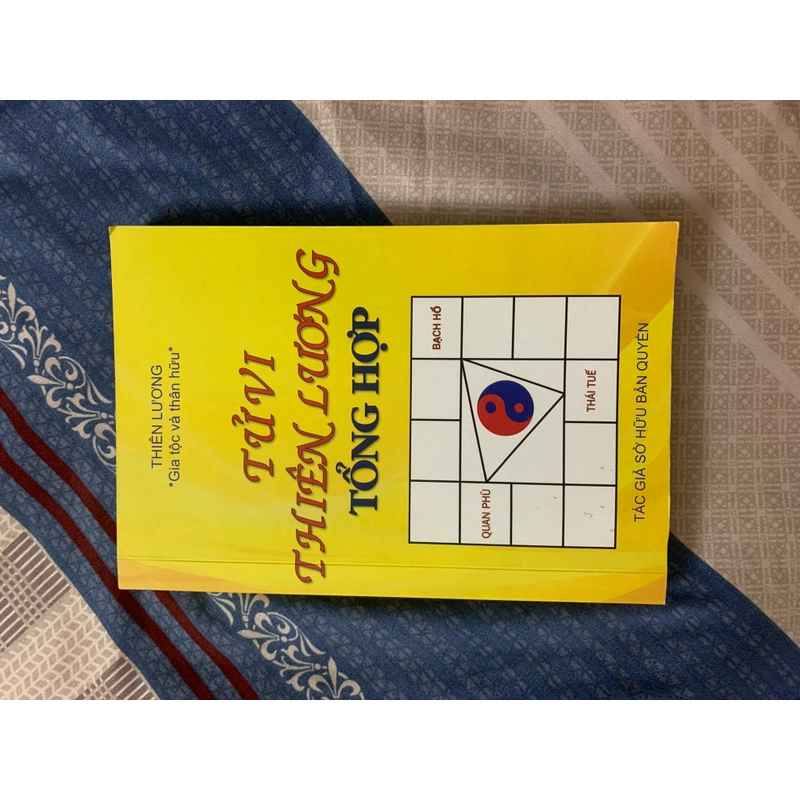 THIÊN LƯƠNG
*Gia tộc và thân hữu*
TỬ VI
THIÊN LƯƠNG
TỔNG HỢP
BẠCH HỔ
QUAN PHÙ
THÁI TUẾ
TÁC GIẢ SỞ HỮU BẢN QUYỀN